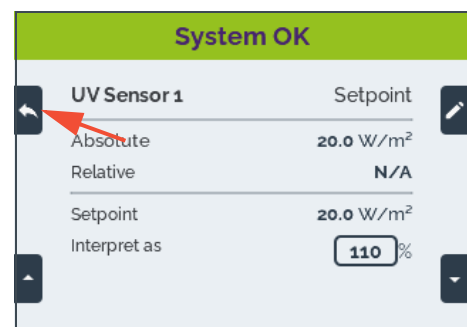 System OK
UV Sensor 1 Setpoint
Absolute 20.0 W/m²
Relative N/A
Setpoint 20.0 W/m²
Interpret as 110 %